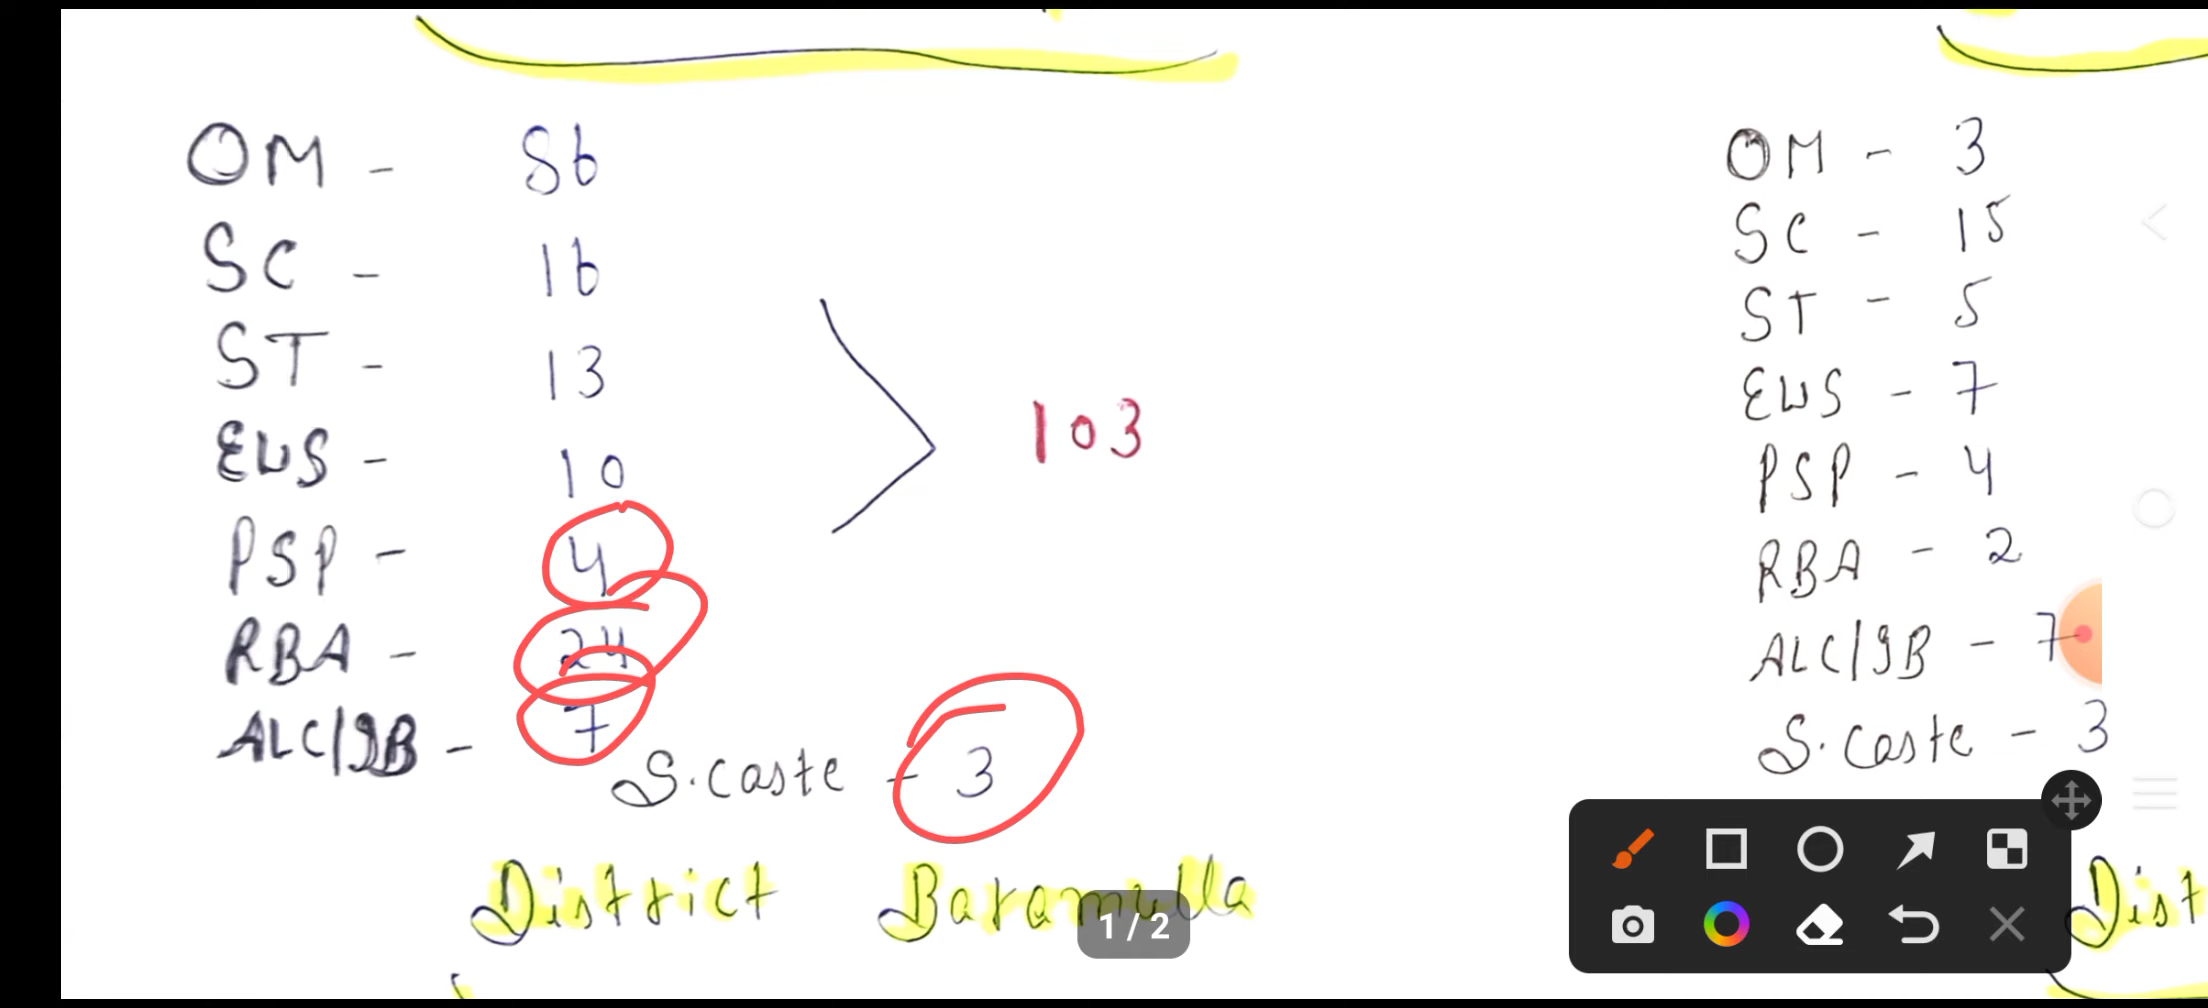 OM - 86
SC - 16
ST - 13
EWS - 10
PSP - 4
RBA - 24
ALC/IB - 7
S.caste - 3
103
District Baramulla
1 / 2
OM - 3
SC - 15
ST - 5
EWS - 7
PSP - 4
RBA - 2
ALC/IB - 7
S.caste - 3
Dist